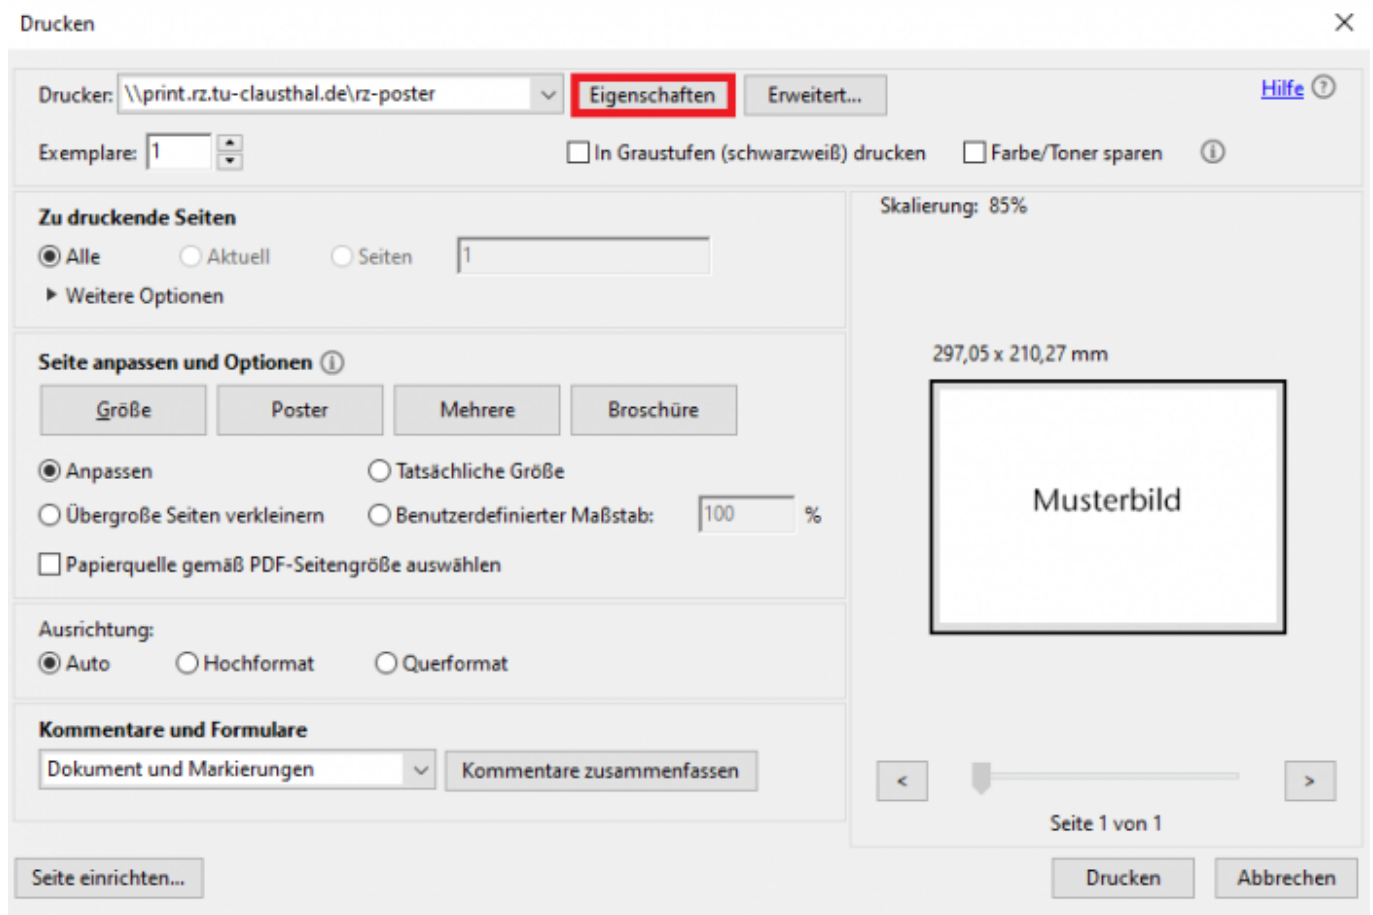 Drucken
Drucker: \\print.rz.tu-clausthal.de\rz-poster Eigenschaften Erweitert... Hilfe
Exemplare: 1 In Graustufen (schwarzweiß) drucken Farbe/Toner sparen
Zu druckende Seiten
Alle Aktuell Seiten 1
Weitere Optionen
Seite anpassen und Optionen
Größe Poster Mehrere Broschüre
Anpassen Tatsächliche Größe
Übergroße Seiten verkleinern Benutzerdefinierter Maßstab: 100 %
Papierquelle gemäß PDF-Seitengröße auswählen
Ausrichtung:
Auto Hochformat Querformat
Kommentare und Formulare
Dokument und Markierungen Kommentare zusammenfassen
Skalierung: 85%
297,05 x 210,27 mm
Musterbild
< >
Seite 1 von 1
Seite einrichten... Drucken Abbrechen